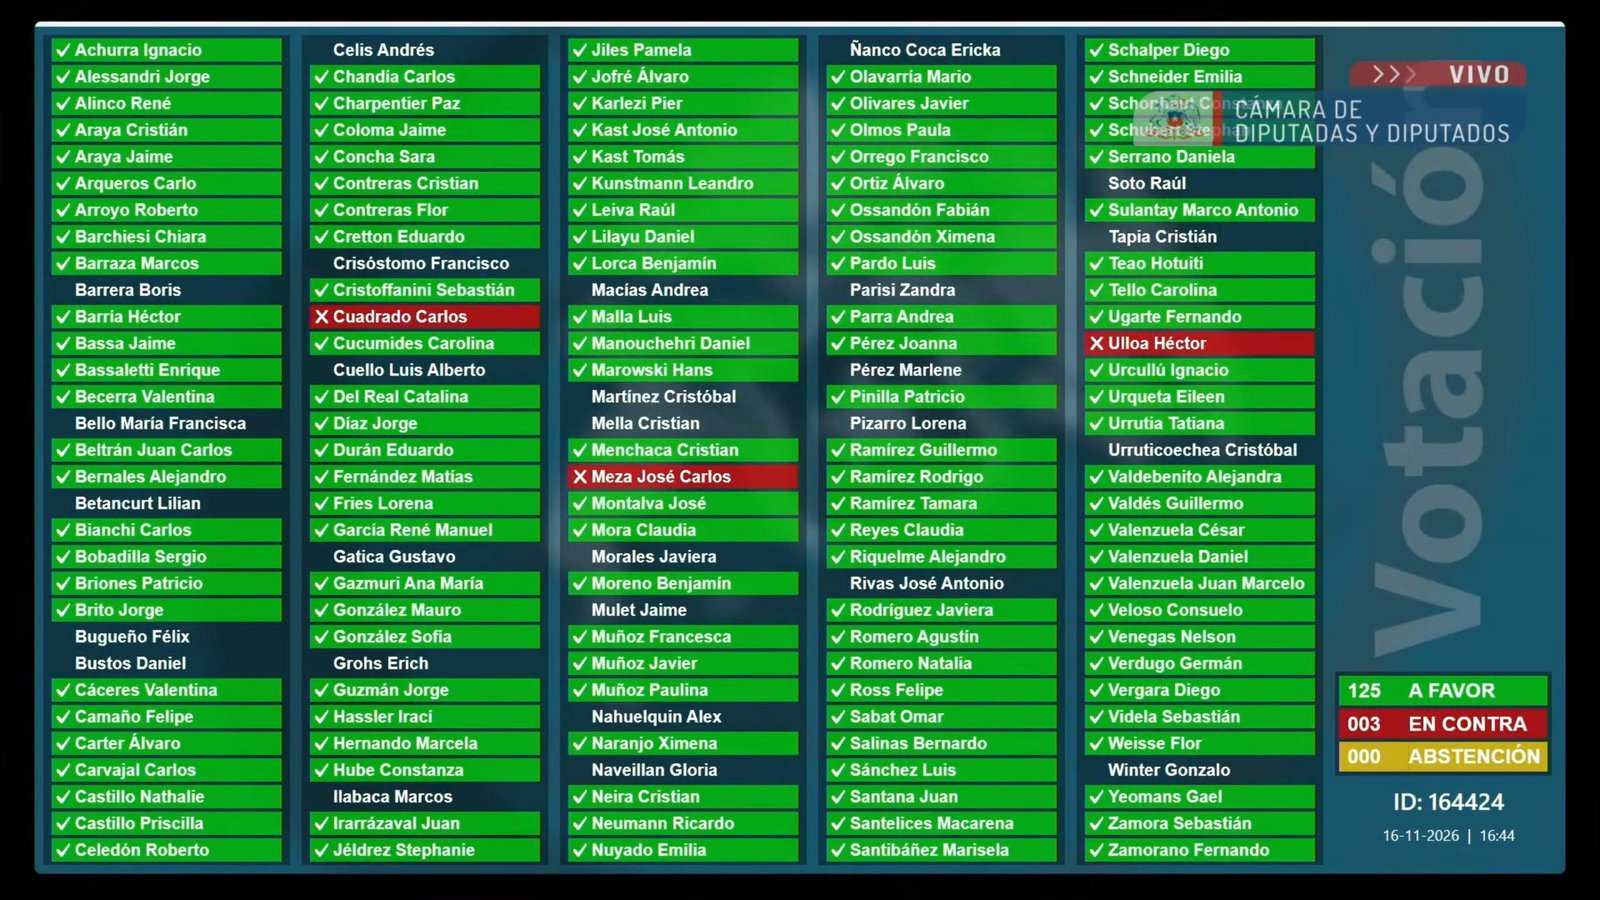 ✓ Achurra Ignacio
✓ Alessandri Jorge
✓ Alinco René
✓ Araya Cristián
✓ Araya Jaime
✓ Arqueros Carlo
✓ Arroyo Roberto
✓ Barchiesi Chiara
✓ Barraza Marcos
Barrera Boris
✓ Barría Héctor
✓ Bassa Jaime
✓ Bassaletti Enrique
✓ Becerra Valentina
Bello María Francisca
✓ Beltrán Juan Carlos
✓ Bernales Alejandro
Betancurt Lilian
✓ Bianchi Carlos
✓ Bobadilla Sergio
✓ Briones Patricio
✓ Brito Jorge
Bugueño Félix
Bustos Daniel
✓ Cáceres Valentina
✓ Camaño Felipe
✓ Carter Álvaro
✓ Carvajal Carlos
✓ Castillo Nathalie
✓ Castillo Priscilla
✓ Celedón Roberto
Celis Andrés
✓ Chandía Carlos
✓ Charpentier Paz
✓ Coloma Jaime
✓ Concha Sara
✓ Contreras Cristian
✓ Contreras Flor
✓ Cretton Eduardo
Crisóstomo Francisco
✓ Cristoffanini Sebastián
X Cuadrado Carlos
✓ Cucumides Carolina
Cuello Luis Alberto
✓ Del Real Catalina
✓ Díaz Jorge
✓ Durán Eduardo
✓ Fernández Matías
✓ Fries Lorena
✓ García René Manuel
Gatica Gustavo
✓ Gazmuri Ana María
✓ González Mauro
✓ González Sofía
Grohs Erich
✓ Guzmán Jorge
✓ Hassler Irací
✓ Hernando Marcela
✓ Hube Constanza
Ilabaca Marcos
✓ Irarrázaval Juan
✓ Jéldrez Stephanie
✓ Jiles Pamela
✓ Jofré Álvaro
✓ Karlezi Pier
✓ Kast José Antonio
✓ Kast Tomás
✓ Kunstmann Leandro
✓ Leiva Raúl
✓ Lilayu Daniel
✓ Lorca Benjamín
Macías Andrea
✓ Malla Luis
✓ Manouchehri Daniel
✓ Marowski Hans
Martínez Cristóbal
Mella Cristian
✓ Menchaca Cristian
X Meza José Carlos
✓ Montalva José
✓ Mora Claudia
Morales Javiera
✓ Moreno Benjamín
Mulet Jaime
✓ Muñoz Francesca
✓ Muñoz Javier
✓ Muñoz Paulina
Nahuelquin Alex
✓ Naranjo Ximena
Naveillan Gloria
✓ Neira Cristian
✓ Neumann Ricardo
✓ Nuyado Emilia
Ñanco Coca Ericka
✓ Olavarría Mario
✓ Olivares Javier
✓ Olmos Paula
✓ Orrego Francisco
✓ Ortiz Álvaro
✓ Ossandón Fabián
✓ Ossandón Ximena
✓ Pardo Luis
Parisi Zandra
✓ Parra Andrea
✓ Pérez Joanna
Pérez Marlene
✓ Pinilla Patricio
Pizarro Lorena
✓ Ramírez Guillermo
✓ Ramírez Rodrigo
✓ Ramírez Tamara
✓ Reyes Claudia
✓ Riquelme Alejandro
Rivas José Antonio
✓ Rodríguez Javiera
✓ Romero Agustín
✓ Romero Natalia
✓ Ross Felipe
✓ Sabat Omar
✓ Salinas Bernardo
✓ Sánchez Luis
✓ Santana Juan
✓ Santelices Macarena
✓ Santibáñez Marisela
✓ Schalper Diego
✓ Schneider Emilia
✓ Schubert
✓ Serrano Daniela
Soto Raúl
✓ Sulantay Marco Antonio
Tapia Cristián
✓ Teao Hotuiti
✓ Tello Carolina
✓ Ugarte Fernando
X Ulloa Héctor
✓ Urcullú Ignacio
✓ Urqueta Eileen
✓ Urrutia Tatiana
Urruticoechea Cristóbal
✓ Valdebenito Alejandra
✓ Valdés Guillermo
✓ Valenzuela César
✓ Valenzuela Daniel
✓ Valenzuela Juan Marcelo
✓ Veloso Consuelo
✓ Venegas Nelson
✓ Verdugo Germán
✓ Vergara Diego
✓ Videla Sebastián
✓ Weisse Flor
Winter Gonzalo
✓ Yeomans Gael
✓ Zamora Sebastián
✓ Zamorano Fernando
>>> VIVO
CÁMARA DE
DIPUTADAS Y DIPUTADOS
Votación
125 A FAVOR
003 EN CONTRA
000 ABSTENCIÓN
ID: 164424
16-11-2026 | 16:44